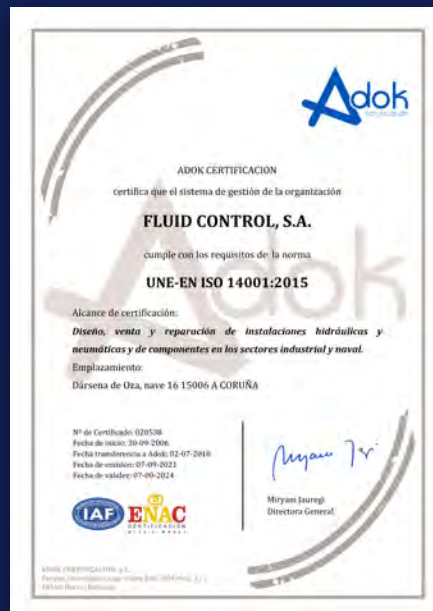 Adok
ADOK CERTIFICACION
certifica que el sistema de gestión de la organización
FLUID CONTROL, S.A.
cumple con los requisitos de la norma
UNE-EN ISO 14001:2015
Alcance de certificación:
Diseño, venta y reparación de instalaciones hidráulicas y
neumáticas y de componentes en los sectores industrial y naval.
Emplazamiento:
Dársena de Oza, nave 16 15006 A CORUÑA
Nº de Certificado: 020538
Fecha de inicio: 30-09-2006
Fecha transferencia a Adok: 02-07-2018
Fecha de emisión: 07-09-2021
Fecha de validez: 07-09-2024
Miryam Jauregi
Directora General
IAF
ENAC
CERTIFICACIÓN
ADOK CERTIFICACION S.L.